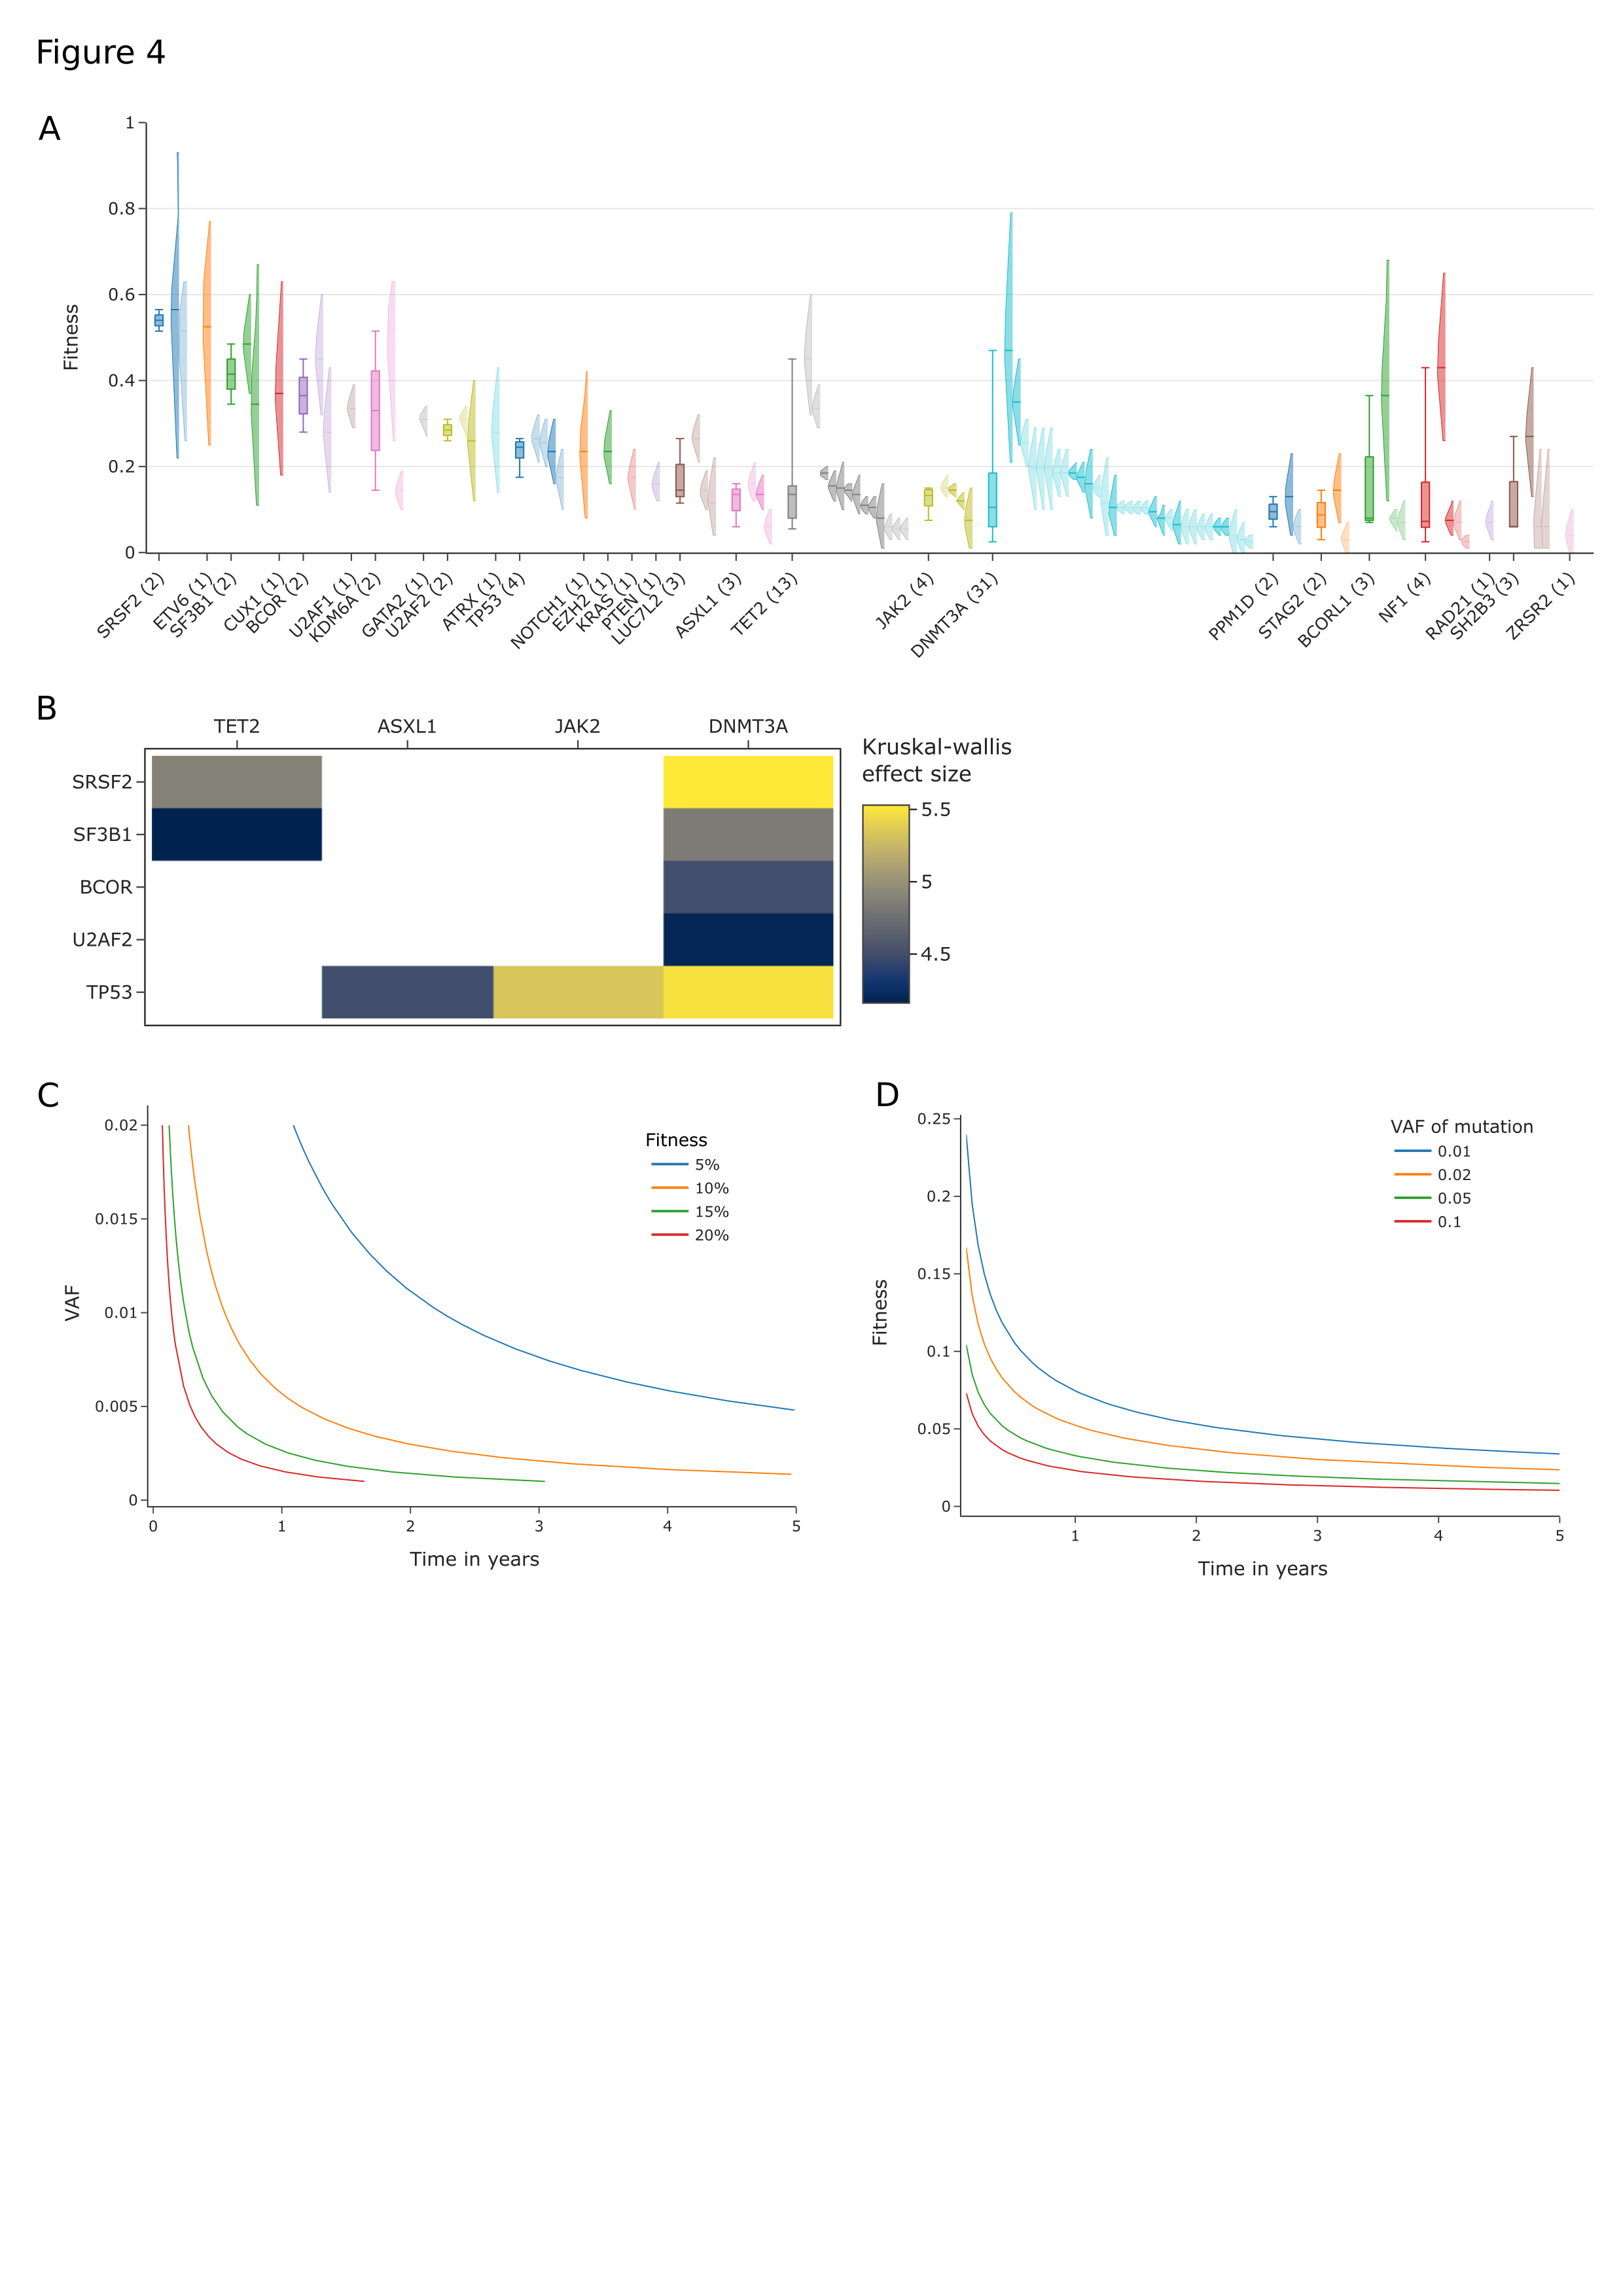 Figure 4
A
1
0.8
0.6
0.4
0.2
0
Fitness
SRSF2 (2)
ETV6 (1)
SF3B1 (2)
CUX1 (1)
BCOR (2)
U2AF1 (1)
KDM6A (2)
GATA2 (1)
U2AF2 (2)
ATRX (1)
TP53 (4)
NOTCH1 (1)
EZH2 (1)
KRAS (1)
PTEN (1)
LUC7L2 (3)
ASXL1 (3)
TET2 (13)
JAK2 (4)
DNMT3A (31)
PPM1D (2)
STAG2 (2)
BCORL1 (3)
NF1 (4)
RAD21 (1)
SH2B3 (3)
ZRSR2 (1)
B
TET2 ASXL1 JAK2 DNMT3A
SRSF2
SF3B1
BCOR
U2AF2
TP53
Kruskal-wallis
effect size
5.5
5
4.5
C
0.02
0.015
0.01
0.005
0
VAF
Fitness
5%
10%
15%
20%
0 1 2 3 4 5
Time in years
D
0.25
0.2
0.15
0.1
0.05
0
Fitness
VAF of mutation
0.01
0.02
0.05
0.1
1 2 3 4 5
Time in years